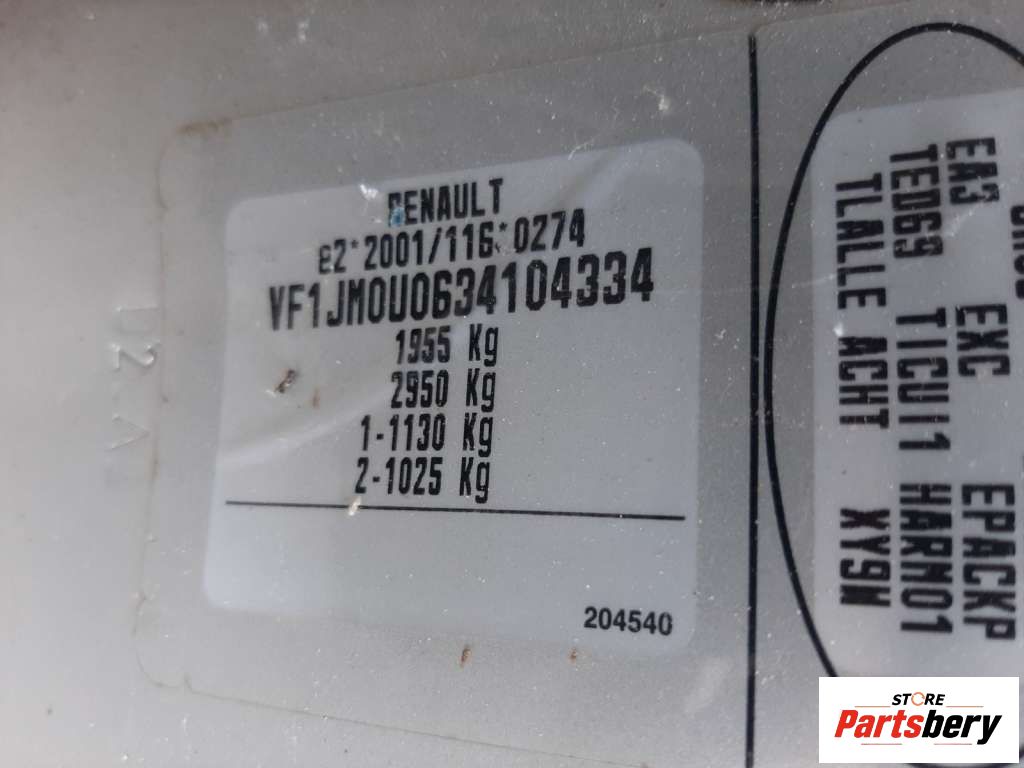 RENAULT
e2*2001/116*0274
VF1JM0U0634104334
1955 Kg
2950 Kg
1-1130 Kg
2-1025 Kg
204540
EA3 EXC EPACKP
TED69 TICUI1 HARM01
TLALLE ACHT XY9W
STORE
Partsbery